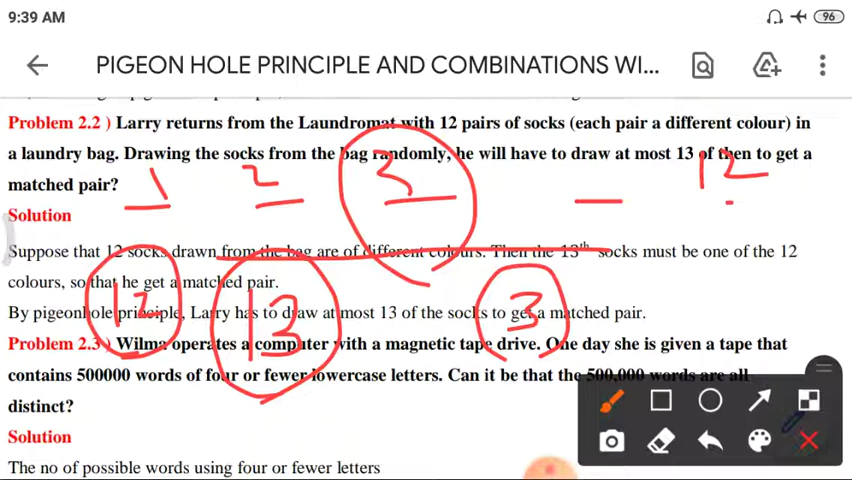 9:39 AM
96
PIGEON HOLE PRINCIPLE AND COMBINATIONS WI...
Problem 2.2 ) Larry returns from the Laundromat with 12 pairs of socks (each pair a different colour) in
a laundry bag. Drawing the socks from the bag randomly, he will have to draw at most 13 of then to get a
matched pair?
1 2 3 12
Solution
Suppose that 12 socks drawn from the bag are of different colours. Then the 13th socks must be one of the 12
colours, so that he get a matched pair.
12 13 3
By pigeonhole principle, Larry has to draw at most 13 of the socks to get a matched pair.
Problem 2.3 ) Wilma operates a computer with a magnetic tape drive. One day she is given a tape that
contains 500000 words of four or fewer lowercase letters. Can it be that the 500,000 words are all
distinct?
Solution
The no of possible words using four or fewer letters